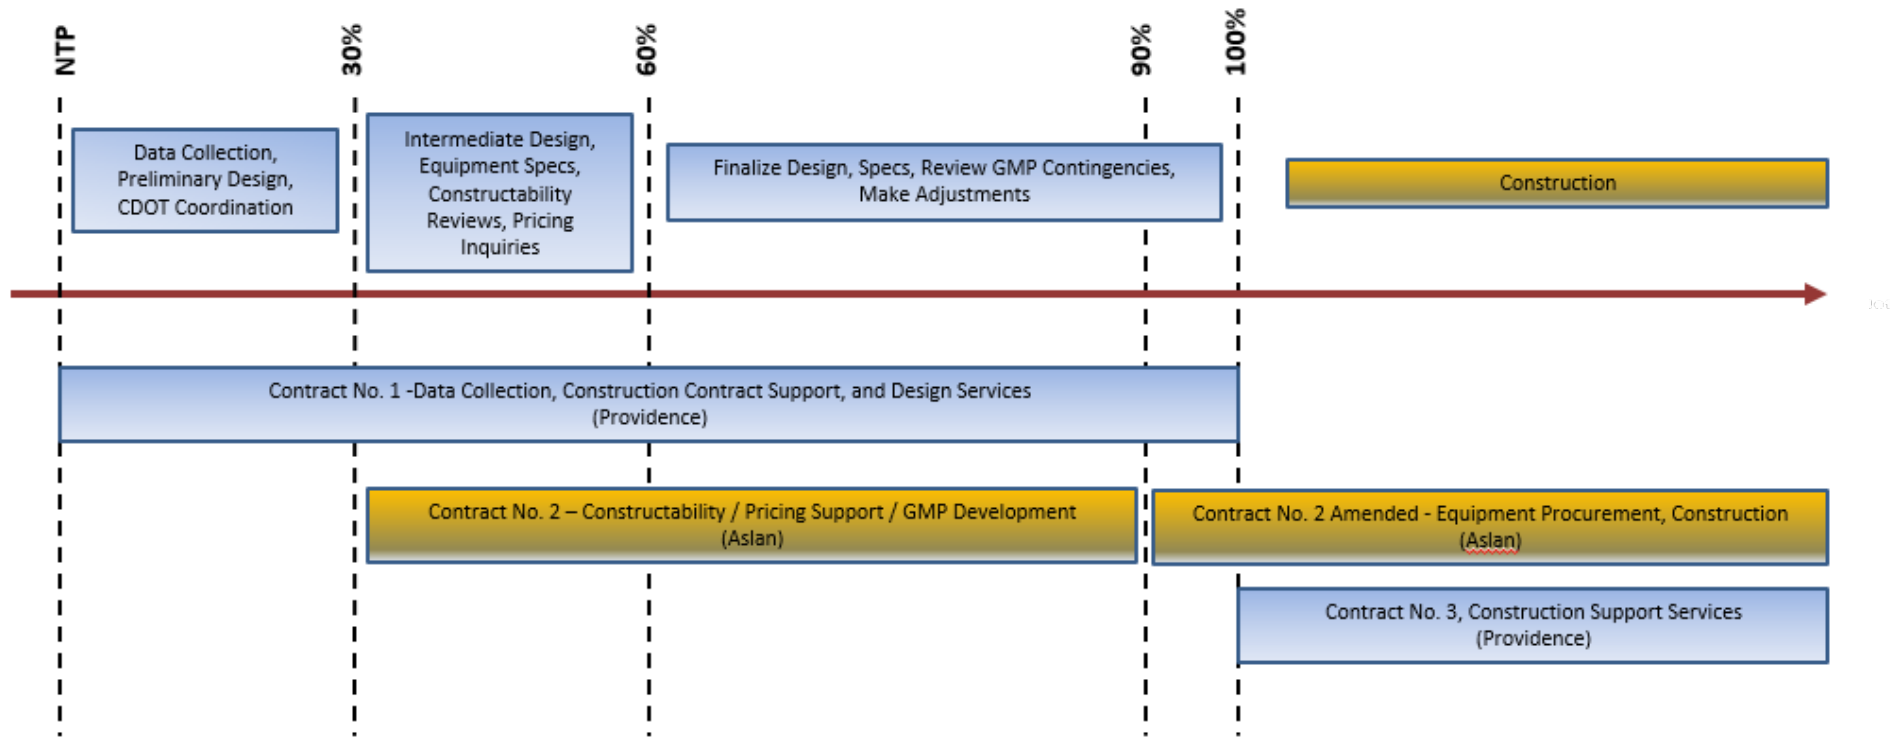 NTP
30%
60%
90%
100%
Data Collection,
Preliminary Design,
CDOT Coordination
Intermediate Design,
Equipment Specs,
Constructability
Reviews, Pricing
Inquiries
Finalize Design, Specs, Review GMP Contingencies,
Make Adjustments
Construction
Contract No. 1 -Data Collection, Construction Contract Support, and Design Services
(Providence)
Contract No. 2 – Constructability / Pricing Support / GMP Development
(Aslan)
Contract No. 2 Amended - Equipment Procurement, Construction
(Aslan)
Contract No. 3, Construction Support Services
(Providence)